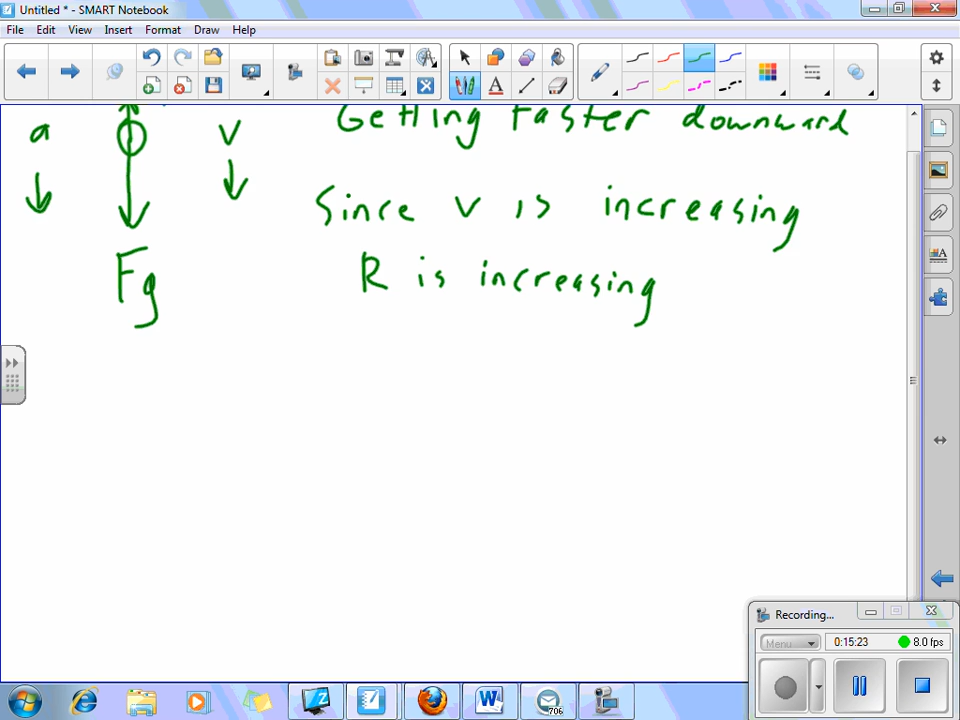 Untitled * - SMART Notebook
File Edit View Insert Format Draw Help
Getting Faster downward
a
v
Since v is increasing
Fg
R is increasing
Recording...
Menu
0:15:23
8.0 fps
706